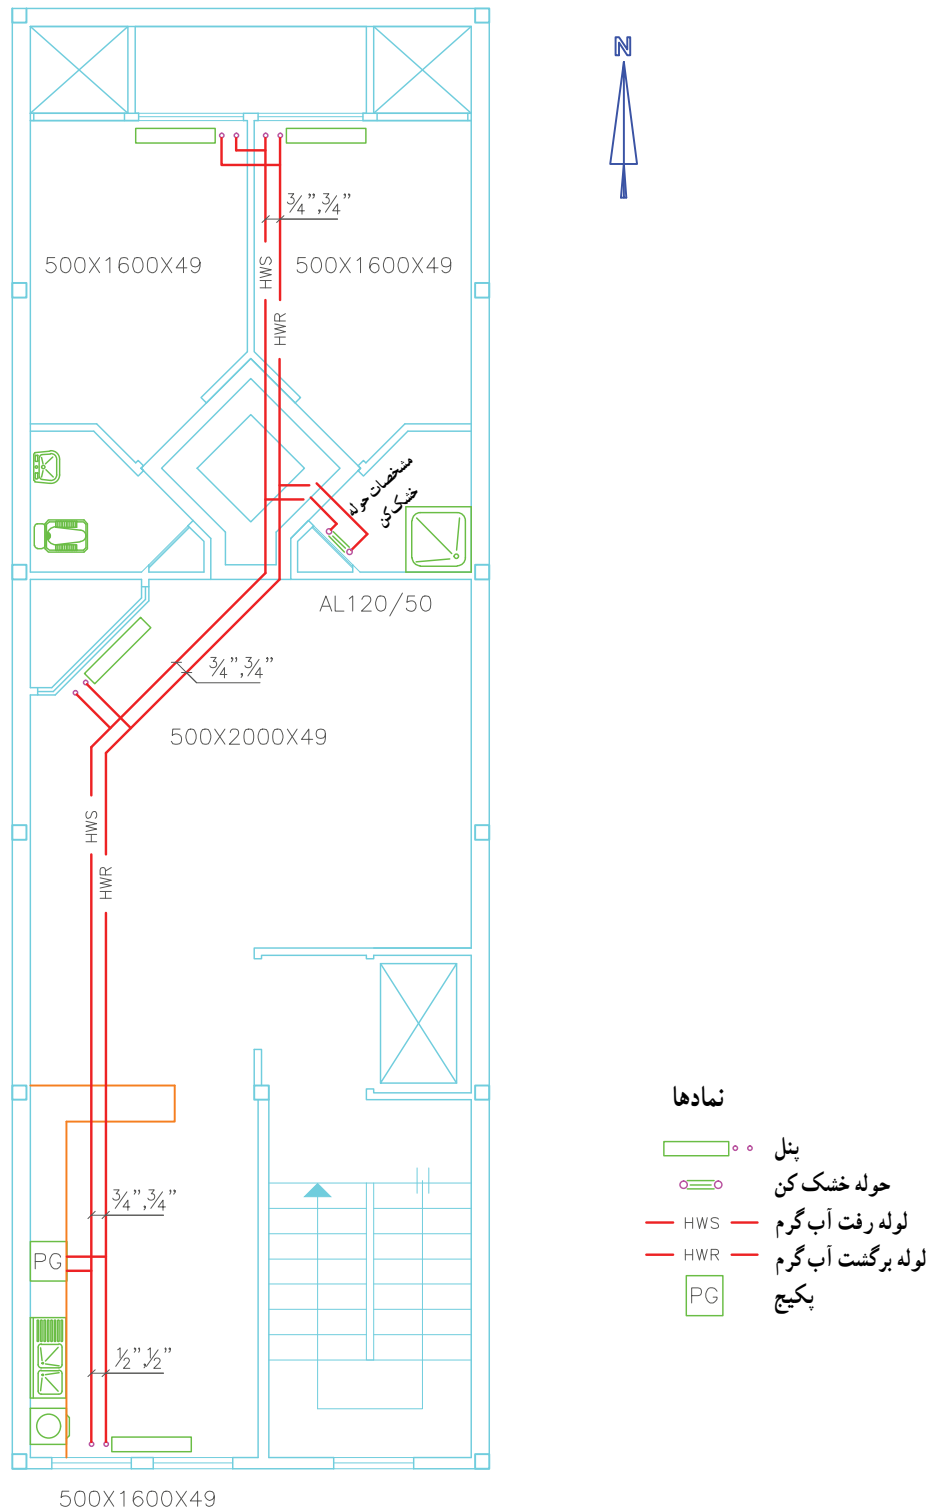 N
¾”,¾”
500X1600X49
500X1600X49
HWS
HWR
مشخصات حوله
خشک کن
AL120/50
¾”,¾”
500X2000X49
HWS
HWR
¾”,¾”
PG
½”,½”
500X1600X49
نمادها
پنل
حوله خشک کن
HWS لوله رفت آب گرم
HWR لوله برگشت آب گرم
PG پکیج